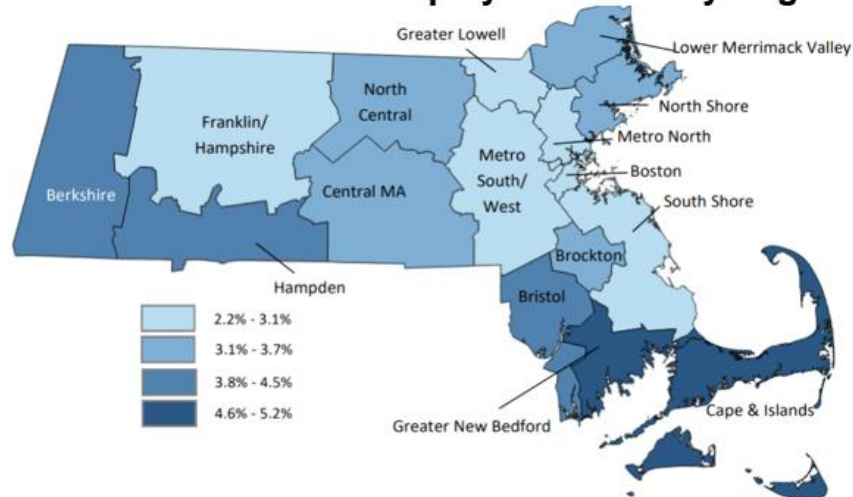 Greater Lowell
Lower Merrimack Valley
North
Central
North Shore
Franklin/
Hampshire
Metro North
Metro
South/
West
Boston
Berkshire
Central MA
South Shore
Brockton
Hampden
Bristol
2.2% - 3.1%
3.1% - 3.7%
3.8% - 4.5%
4.6% - 5.2%
Cape & Islands
Greater New Bedford